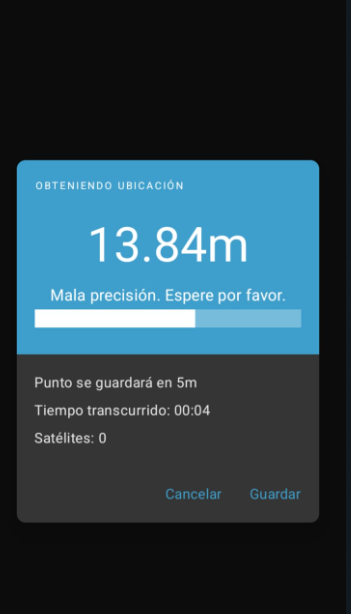 OBTENIENDO UBICACIÓN
13.84m
Mala precisión. Espere por favor.
Punto se guardará en 5m
Tiempo transcurrido: 00:04
Satélites: 0
Cancelar Guardar